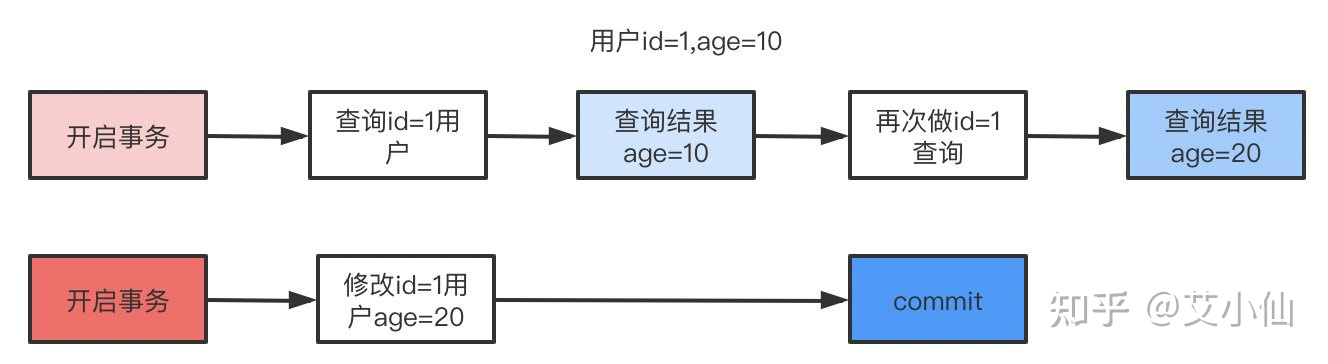 用户id=1,age=10
开启事务
查询id=1用
户
查询结果
age=10
再次做id=1
查询
查询结果
age=20
开启事务
修改id=1用
户age=20
commit
知乎 @艾小仙